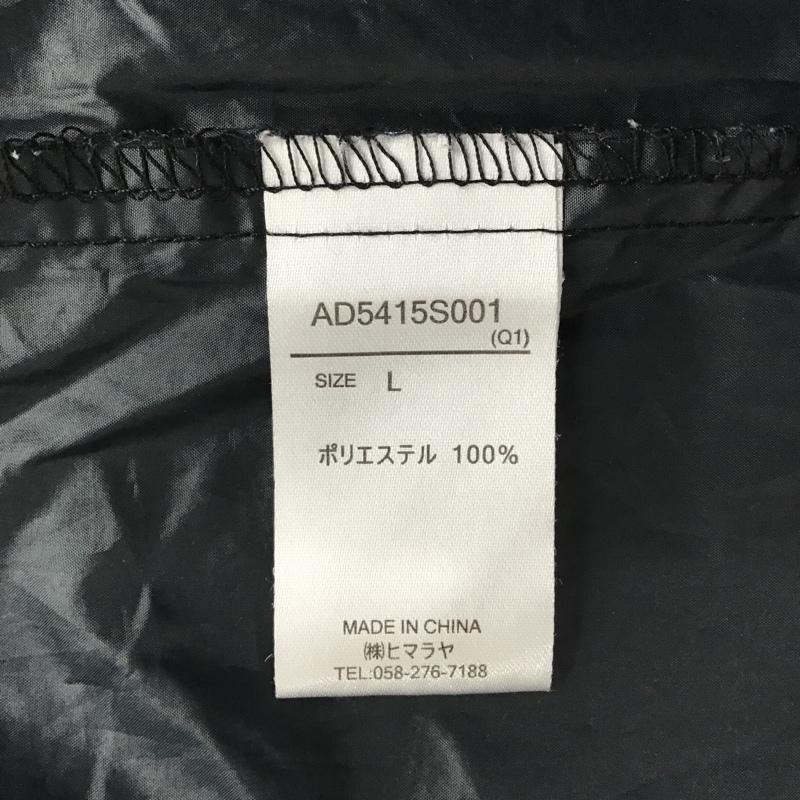 AD5415S001
(Q1)
SIZE L
ポリエステル 100%
MADE IN CHINA
(株)ヒマラヤ
TEL:058-276-7188